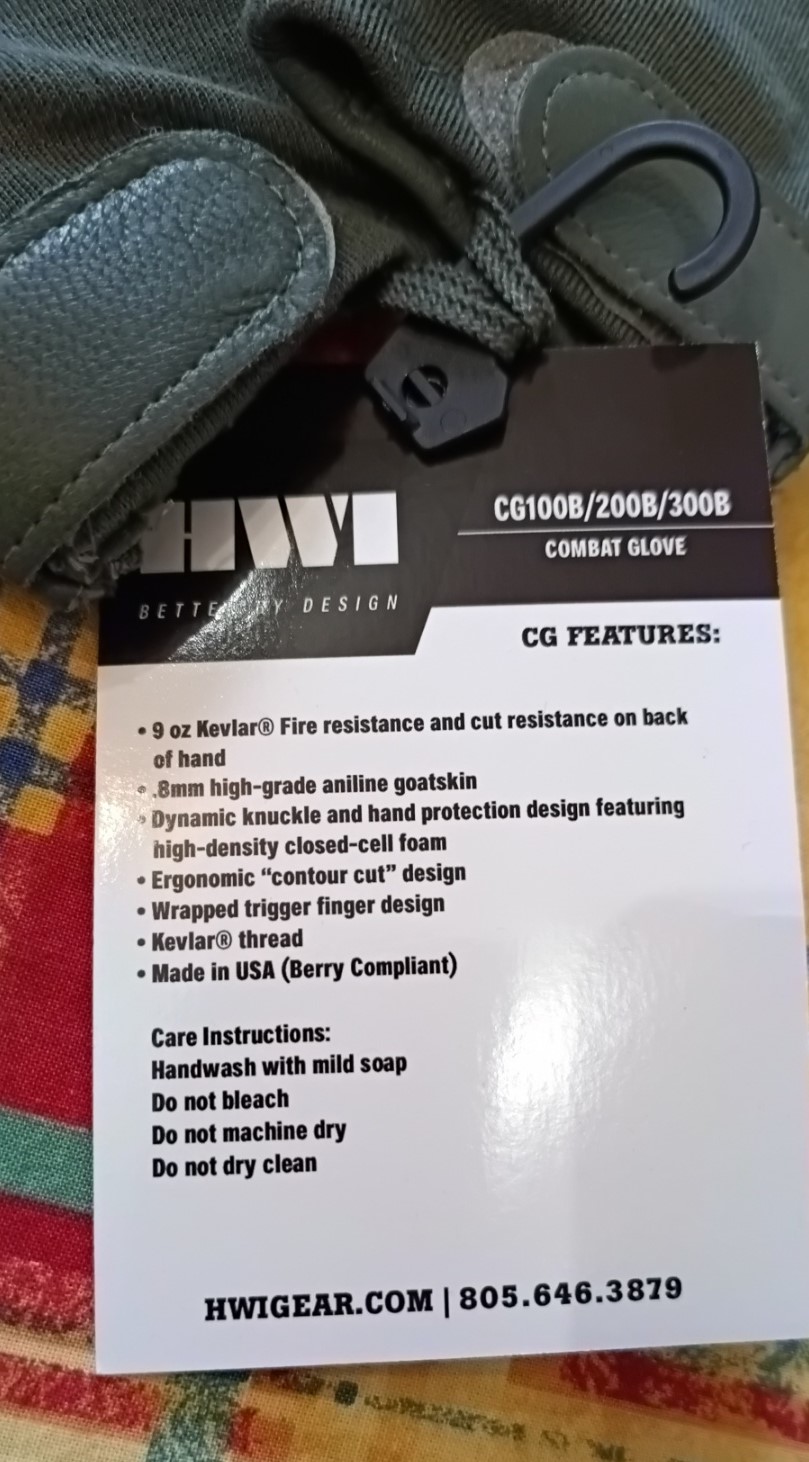 HWI
BETTER BY DESIGN
CG100B/200B/300B
COMBAT GLOVE
CG FEATURES:
• 9 oz Kevlar® Fire resistance and cut resistance on back
of hand
• .8mm high-grade aniline goatskin
• Dynamic knuckle and hand protection design featuring
high-density closed-cell foam
• Ergonomic “contour cut” design
• Wrapped trigger finger design
• Kevlar® thread
• Made in USA (Berry Compliant)
Care Instructions:
Handwash with mild soap
Do not bleach
Do not machine dry
Do not dry clean
HWIGEAR.COM | 805.646.3879